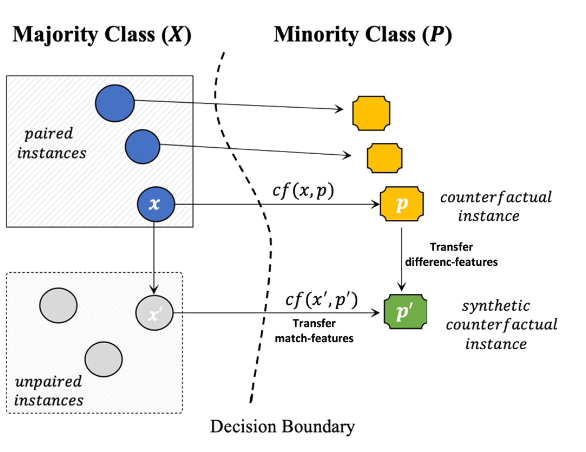 Majority Class (X)
Minority Class (P)
paired
instances
x
cf(x, p)
p
counterfactual
instance
Transfer
differenc-features
x'
cf(x', p')
Transfer
match-features
p'
synthetic
counterfactual
instance
unpaired
instances
Decision Boundary